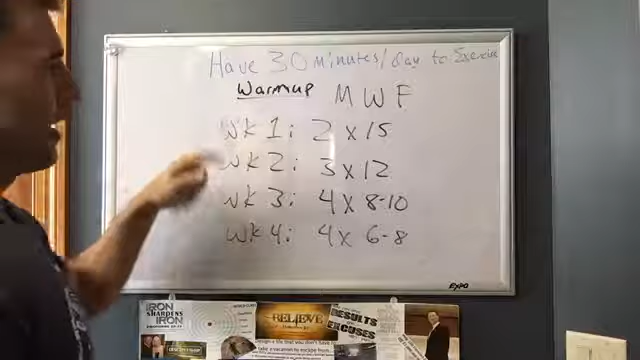 Have 30 minutes/day to Exercise
Warmup M W F
Wk 1: 2 x 15
Wk 2: 3 x 12
Wk 3: 4 x 8-10
Wk 4: 4 x 6-8
EXPO
IRON
SHARPENS
IRON
BELIEVE
RESULTS
EXCUSES